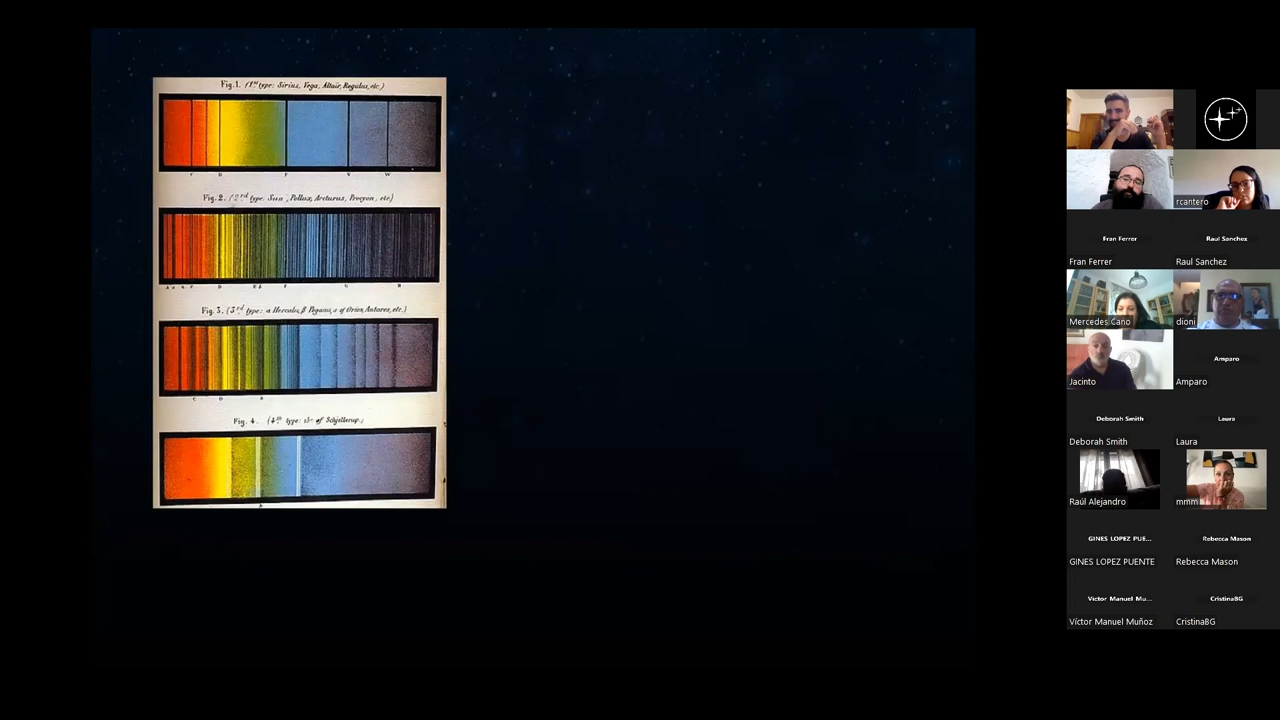 Fig.1. (1st type: Sirius, Vega, Altair, Regulus, etc.)
C D F V W
Fig.2. (2rd type: Sun, Pollux, Arcturus, Procyon, etc)
D F G H
Fig.3. (3rd type: α Herculis, β Pegasus, α of Orion, Antares, etc.)
C D
Fig. 4. (4th type: 152 of Schjellerup.)
rcantero
Fran Ferrer
Raul Sanchez
Fran Ferrer
Raul Sanchez
Mercedes Cano
dioni
Amparo
Jacinto
Amparo
Deborah Smith
Laura
Deborah Smith
Laura
Raúl Alejandro
mmm
GINES LOPEZ PUE...
Rebecca Mason
GINES LOPEZ PUENTE
Rebecca Mason
Víctor Manuel Mu...
CristinaBG
Víctor Manuel Muñoz
CristinaBG